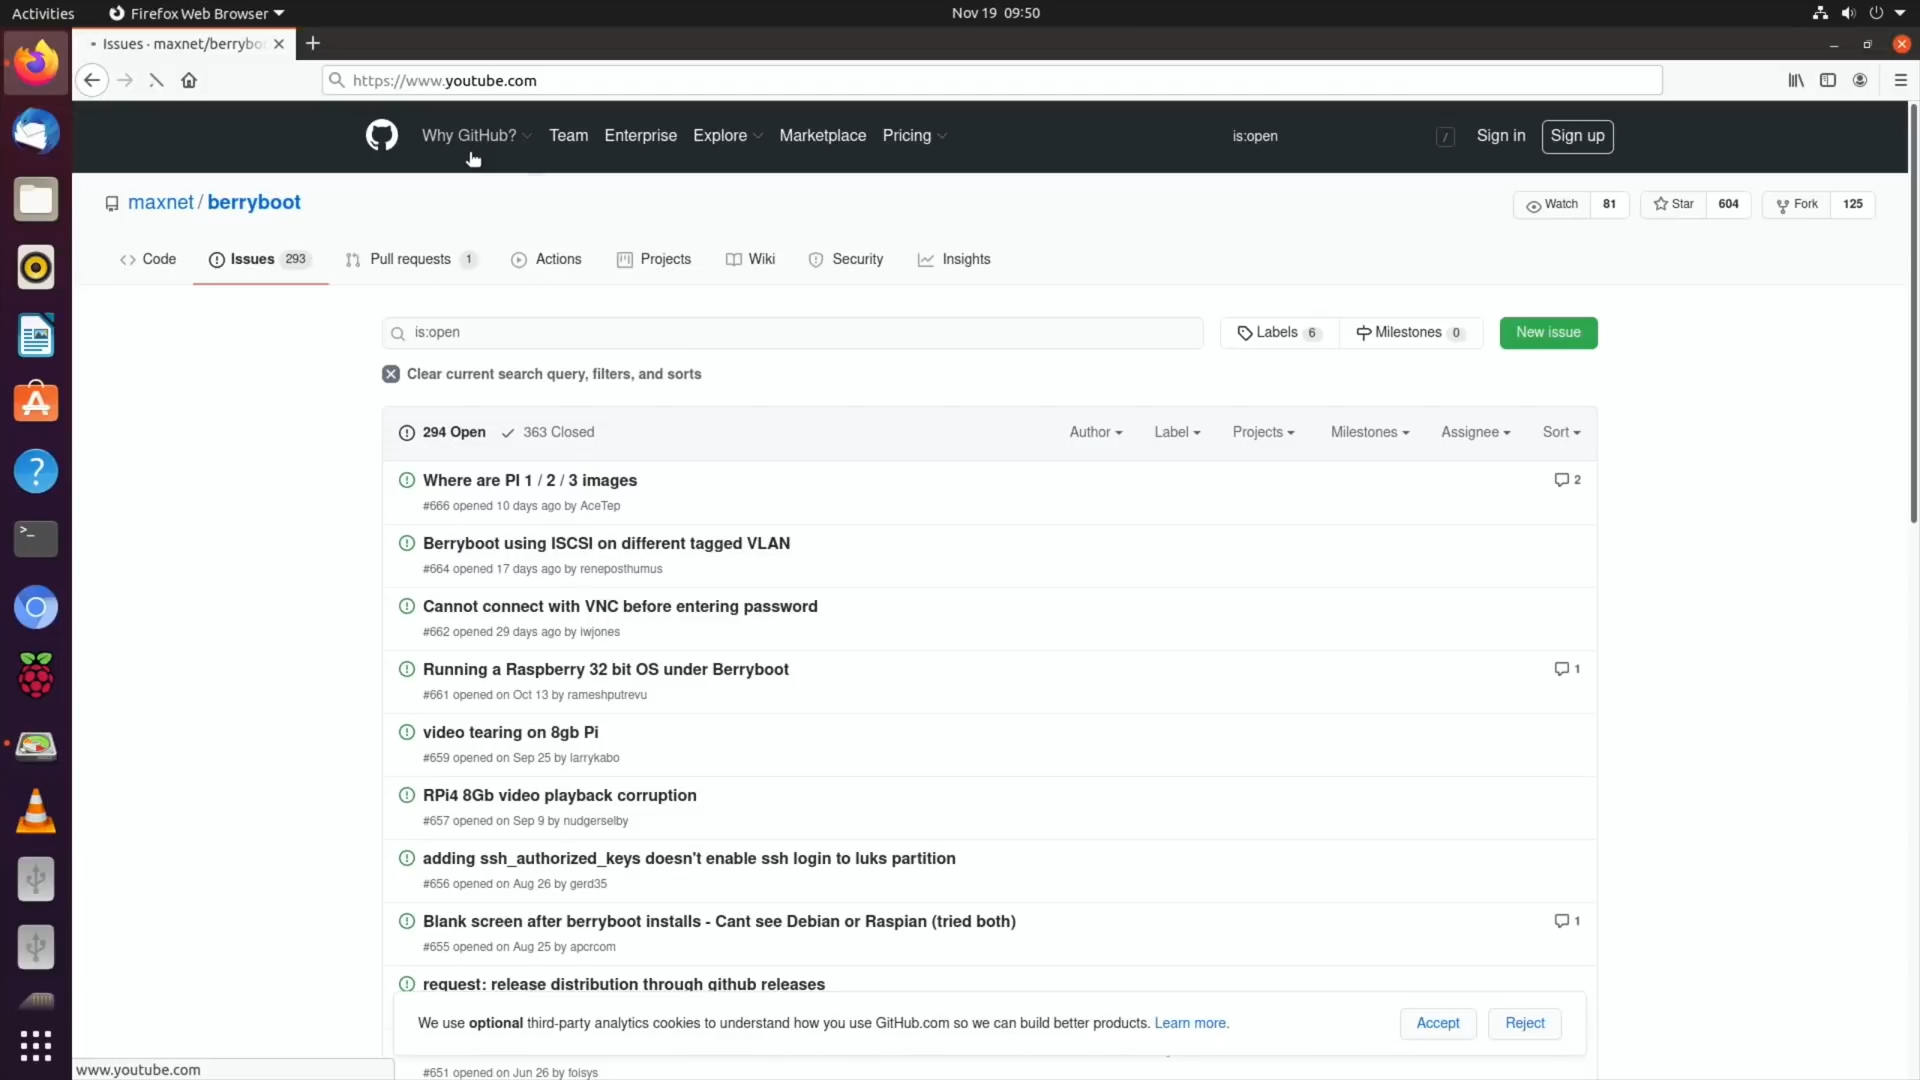 Activities Firefox Web Browser Nov 19 09:50
Issues · maxnet/berrybo
https://www.youtube.com
Why GitHub? Team Enterprise Explore Marketplace Pricing is:open / Sign in Sign up
maxnet / berryboot Watch 81 Star 604 Fork 125
Code Issues 293 Pull requests 1 Actions Projects Wiki Security Insights
is:open Labels 6 Milestones 0 New issue
Clear current search query, filters, and sorts
294 Open 363 Closed Author Label Projects Milestones Assignee Sort
Where are PI 1 / 2 / 3 images 2
#666 opened 10 days ago by AceTep
Berryboot using ISCSI on different tagged VLAN
#664 opened 17 days ago by reneposthumus
Cannot connect with VNC before entering password
#662 opened 29 days ago by iwjones
Running a Raspberry 32 bit OS under Berryboot 1
#661 opened on Oct 13 by rameshputrevu
video tearing on 8gb Pi
#659 opened on Sep 25 by larrykabo
RPi4 8Gb video playback corruption
#657 opened on Sep 9 by nudgerselby
adding ssh_authorized_keys doesn't enable ssh login to luks partition
#656 opened on Aug 26 by gerd35
Blank screen after berryboot installs - Cant see Debian or Raspian (tried both) 1
#655 opened on Aug 25 by apcrcom
request: release distribution through github releases
We use optional third-party analytics cookies to understand how you use GitHub.com so we can build better products. Learn more. Accept Reject
www.youtube.com
#651 opened on Jun 26 by foisys